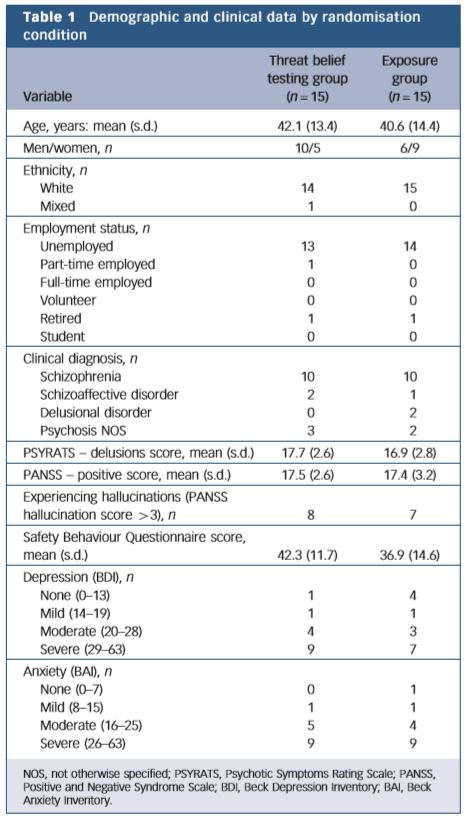 Table 1 Demographic and clinical data by randomisation
condition
Threat belief Exposure
testing group group
Variable (n = 15) (n = 15)
Age, years: mean (s.d.) 42.1 (13.4) 40.6 (14.4)
Men/women, n 10/5 6/9
Ethnicity, n
White 14 15
Mixed 1 0
Employment status, n
Unemployed 13 14
Part-time employed 1 0
Full-time employed 0 0
Volunteer 0 0
Retired 1 1
Student 0 0
Clinical diagnosis, n
Schizophrenia 10 10
Schizoaffective disorder 2 1
Delusional disorder 0 2
Psychosis NOS 3 2
PSYRATS – delusions score, mean (s.d.) 17.7 (2.6) 16.9 (2.8)
PANSS – positive score, mean (s.d.) 17.5 (2.6) 17.4 (3.2)
Experiencing hallucinations (PANSS
hallucination score >3), n 8 7
Safety Behaviour Questionnaire score,
mean (s.d.) 42.3 (11.7) 36.9 (14.6)
Depression (BDI), n
None (0–13) 1 4
Mild (14–19) 1 1
Moderate (20–28) 4 3
Severe (29–63) 9 7
Anxiety (BAI), n
None (0–7) 0 1
Mild (8–15) 1 1
Moderate (16–25) 5 4
Severe (26–63) 9 9
NOS, not otherwise specified; PSYRATS, Psychotic Symptoms Rating Scale; PANSS,
Positive and Negative Syndrome Scale; BDI, Beck Depression Inventory; BAI, Beck
Anxiety Inventory.